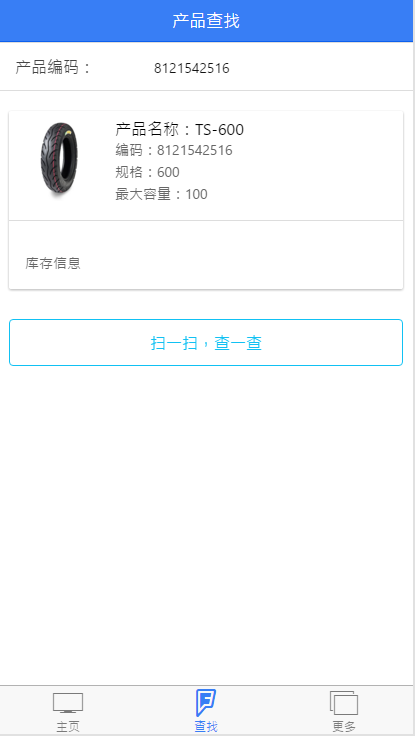 产品查找
产品编码： 8121542516
产品名称：TS-600
编码：8121542516
规格：600
最大容量：100
库存信息
扫一扫，查一查
主页 查找 更多